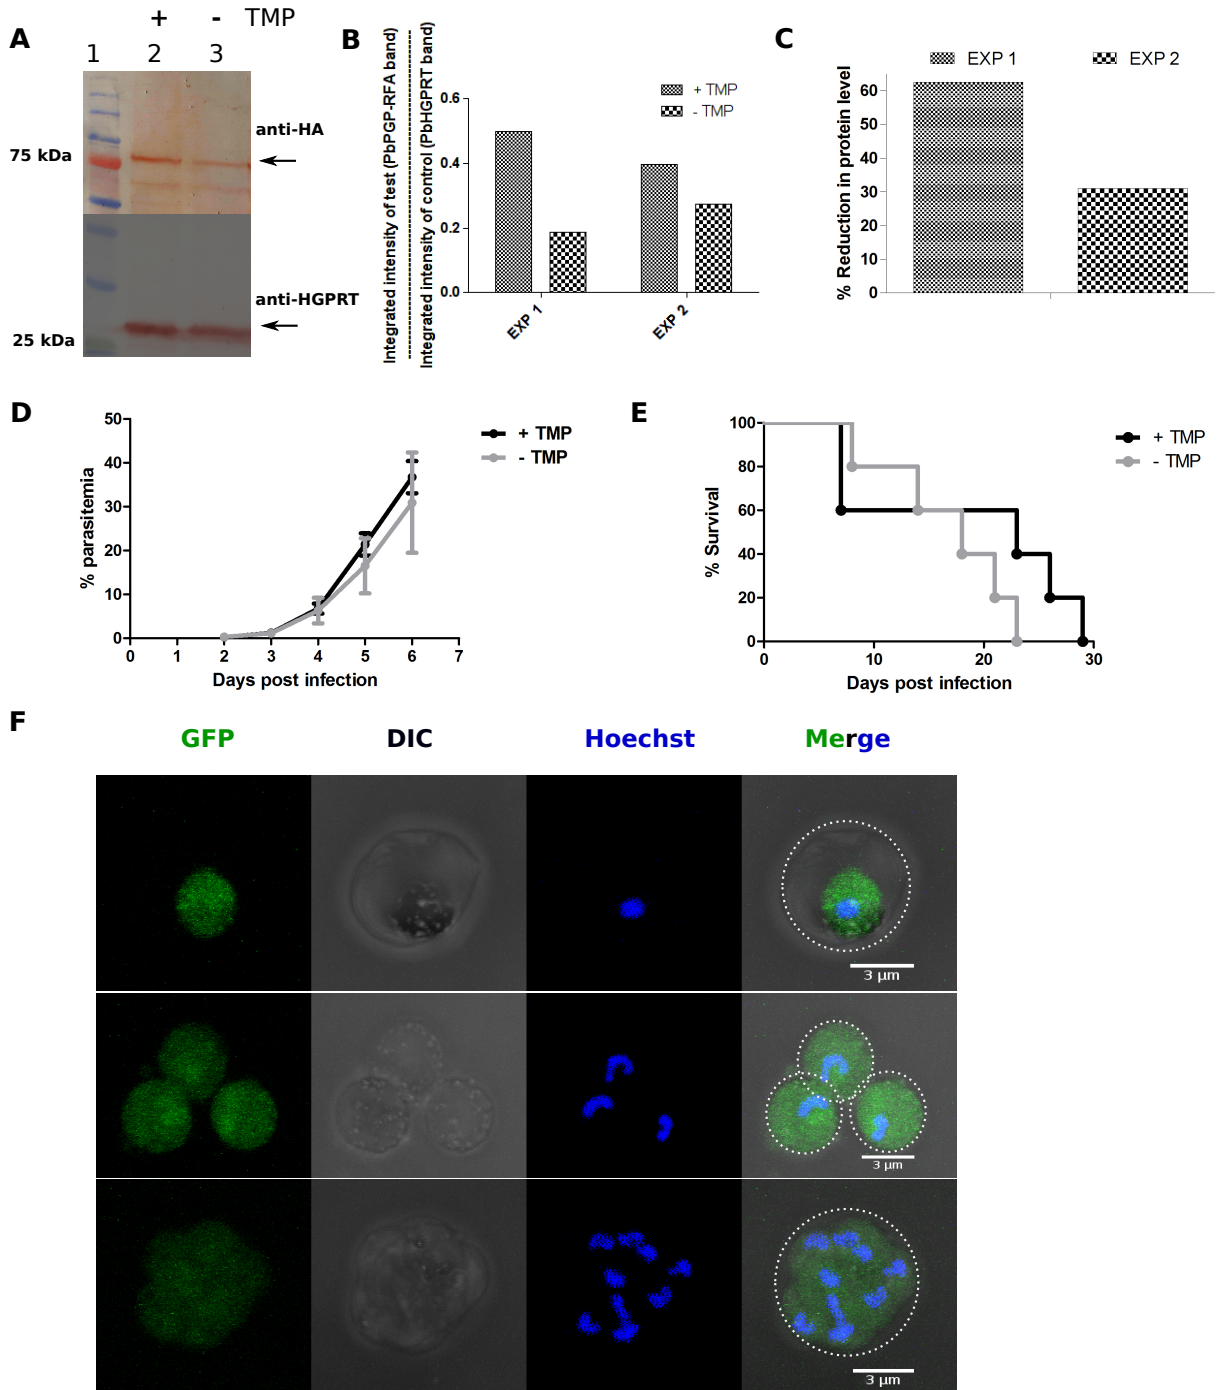 A
+ - TMP
1 2 3
75 kDa
anti-HA
anti-HGPRT
25 kDa
B
Integrated intensity of test (PbPGP-RFA band)
Integrated intensity of control (PbHGPRT band)
0.6
0.4
0.2
0.0
+ TMP
- TMP
EXP 1
EXP 2
C
EXP 1
EXP 2
% Reduction in protein level
60
50
40
30
20
10
0
D
% parasitemia
50
40
30
20
10
0
0 1 2 3 4 5 6 7
Days post infection
+ TMP
- TMP
E
% Survival
100
80
60
40
20
0
0 10 20 30
Days post infection
+ TMP
- TMP
F
GFP DIC Hoechst Merge
3 µm
3 µm
3 µm